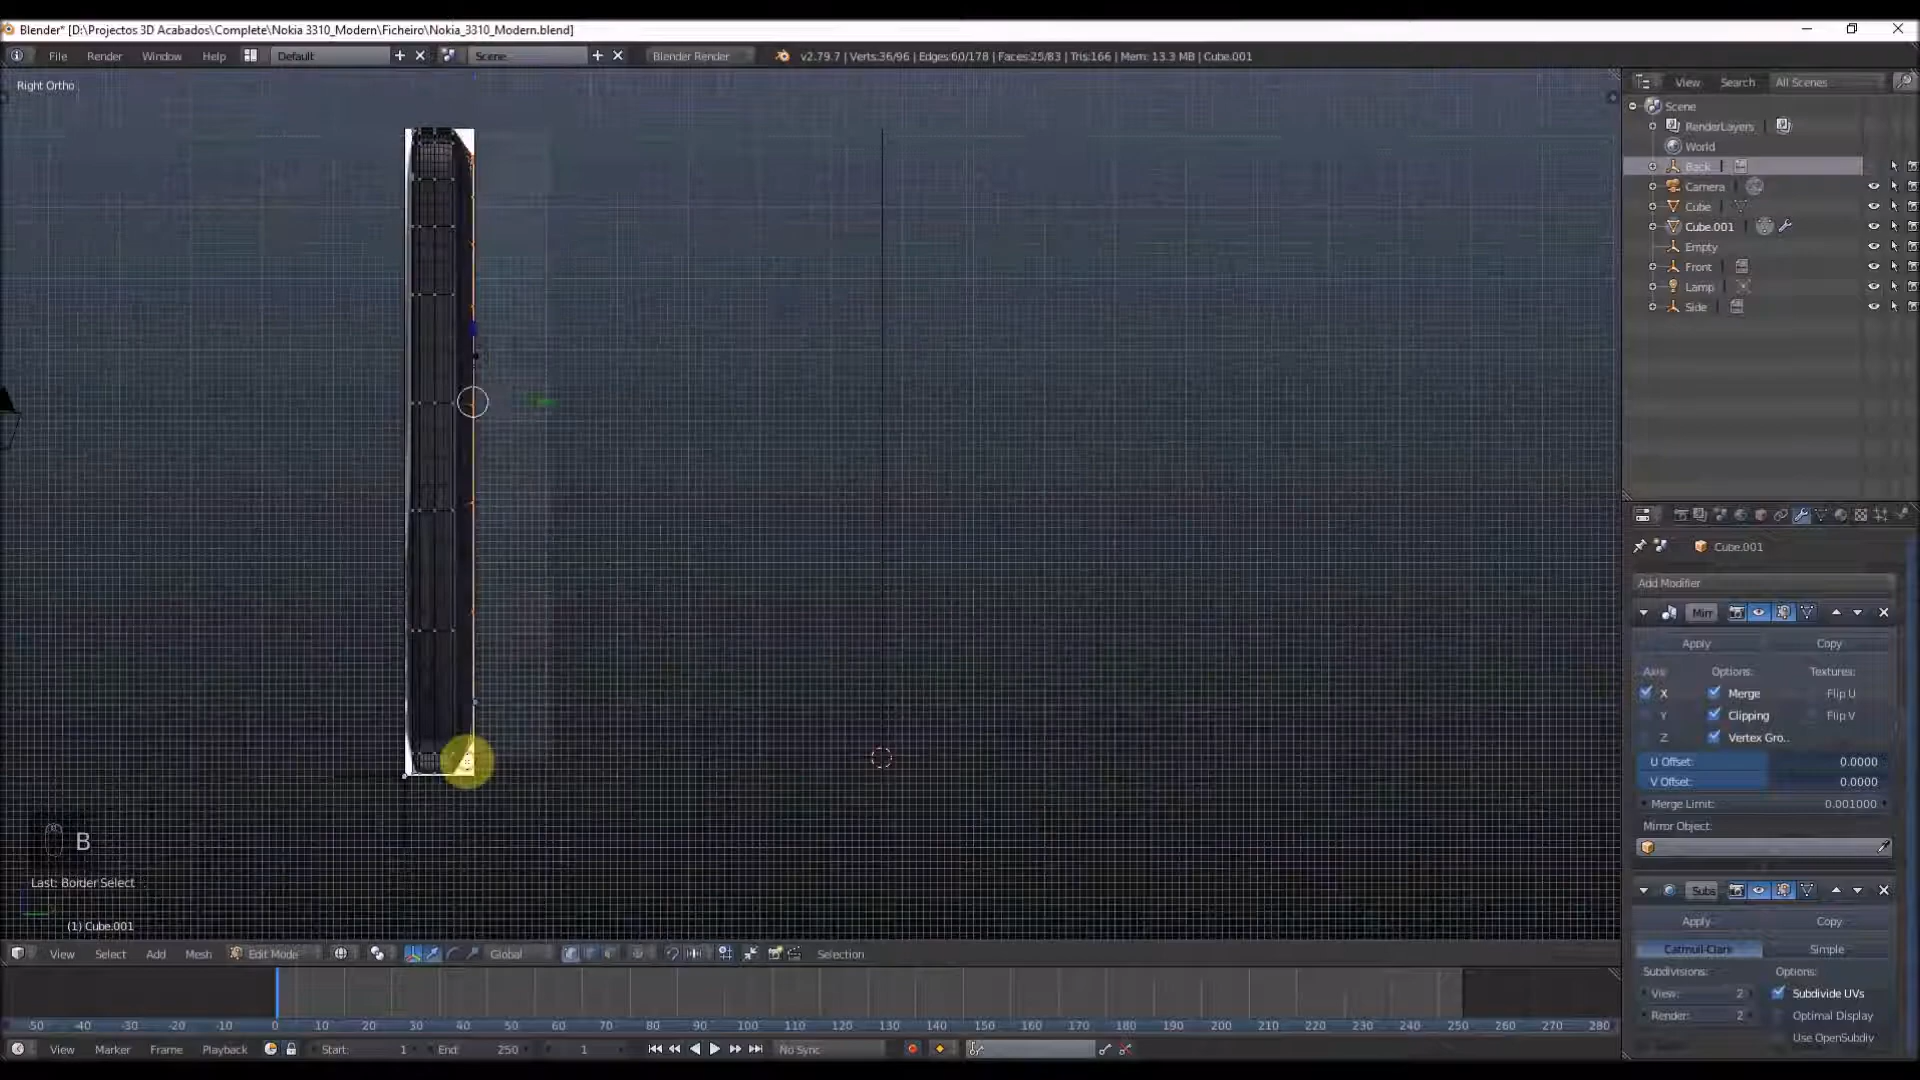 Blender* [D:\Projectos 3D Acabados\Complete\Nokia 3310_Modern\Ficheiro\Nokia_3310_Modern.blend]
File Render Window Help Default Scene Blender Render v2.79.7 | Verts:36/96 | Edges:60/178 | Faces:25/83 | Tris:166 | Mem: 13.3 MB | Cube.001
Right Ortho
View Search All Scenes
Scene
RenderLayers
World
Back
Camera
Cube
Cube.001
Empty
Front
Lamp
Side
Cube.001
Add Modifier
Mirr
Apply Copy
Axis: Options: Textures:
X Merge Flip U
Y Clipping Flip V
Z Vertex Gro..
U Offset: 0.0000
V Offset: 0.0000
Merge Limit: 0.001000
Mirror Object:
Subs
Apply Copy
Catmull-Clark Simple
Subdivisions: Options:
View: 2 Subdivide UVs
Render: 2 Optimal Display
Use OpenSubdiv
B
Last: Border Select
(1) Cube.001
View Select Add Mesh Edit Mode Global Selection
-50 -40 -30 -20 -10 0 10 20 30 40 50 60 70 80 90 100 110 120 130 140 150 160 170 180 190 200 210 220 230 240 250 260 270 280
View Marker Frame Playback Start: 1 End: 250 1 No Sync